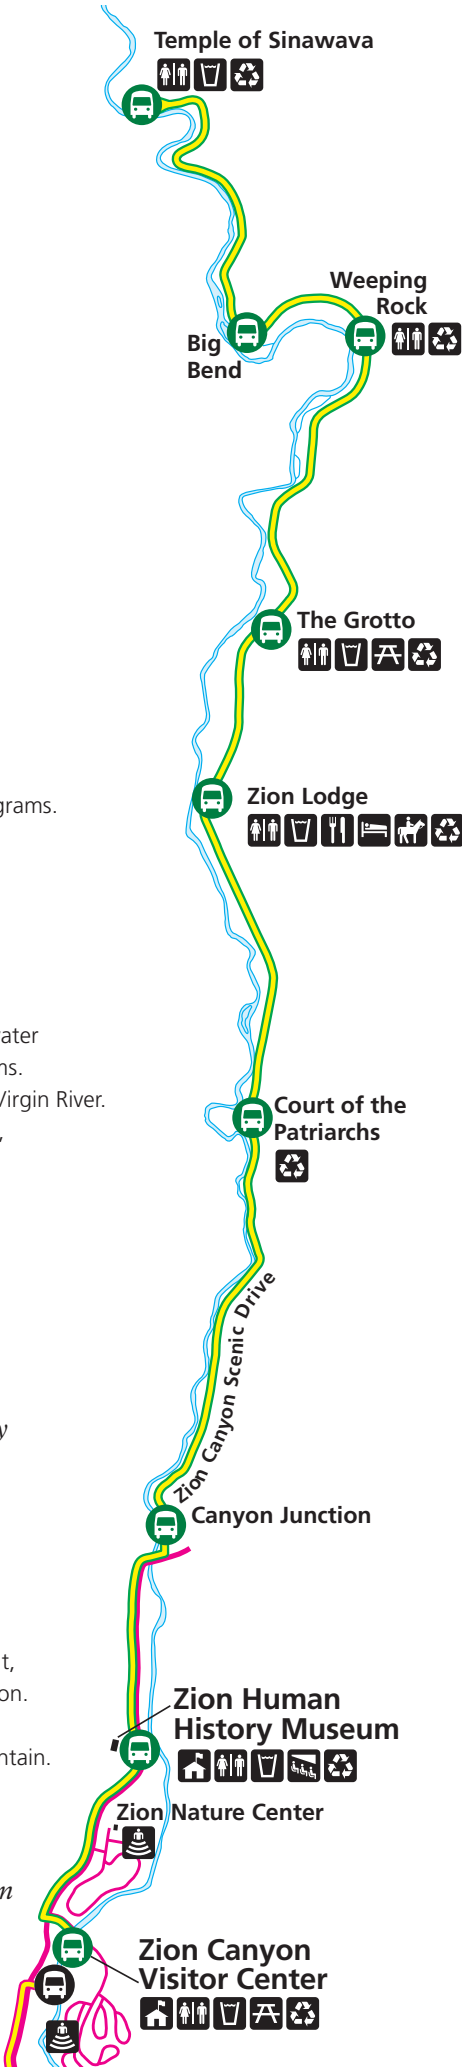 Temple of Sinawava
Weeping
Rock
Big
Bend
The Grotto
Zion Lodge
grams.
ater
ns.
Virgin River.
,
Court of the
Patriarchs
Zion Canyon Scenic Drive
y
Canyon Junction
t,
on.
Zion Human
History Museum
ntain.
Zion Nature Center
n
Zion Canyon
Visitor Center